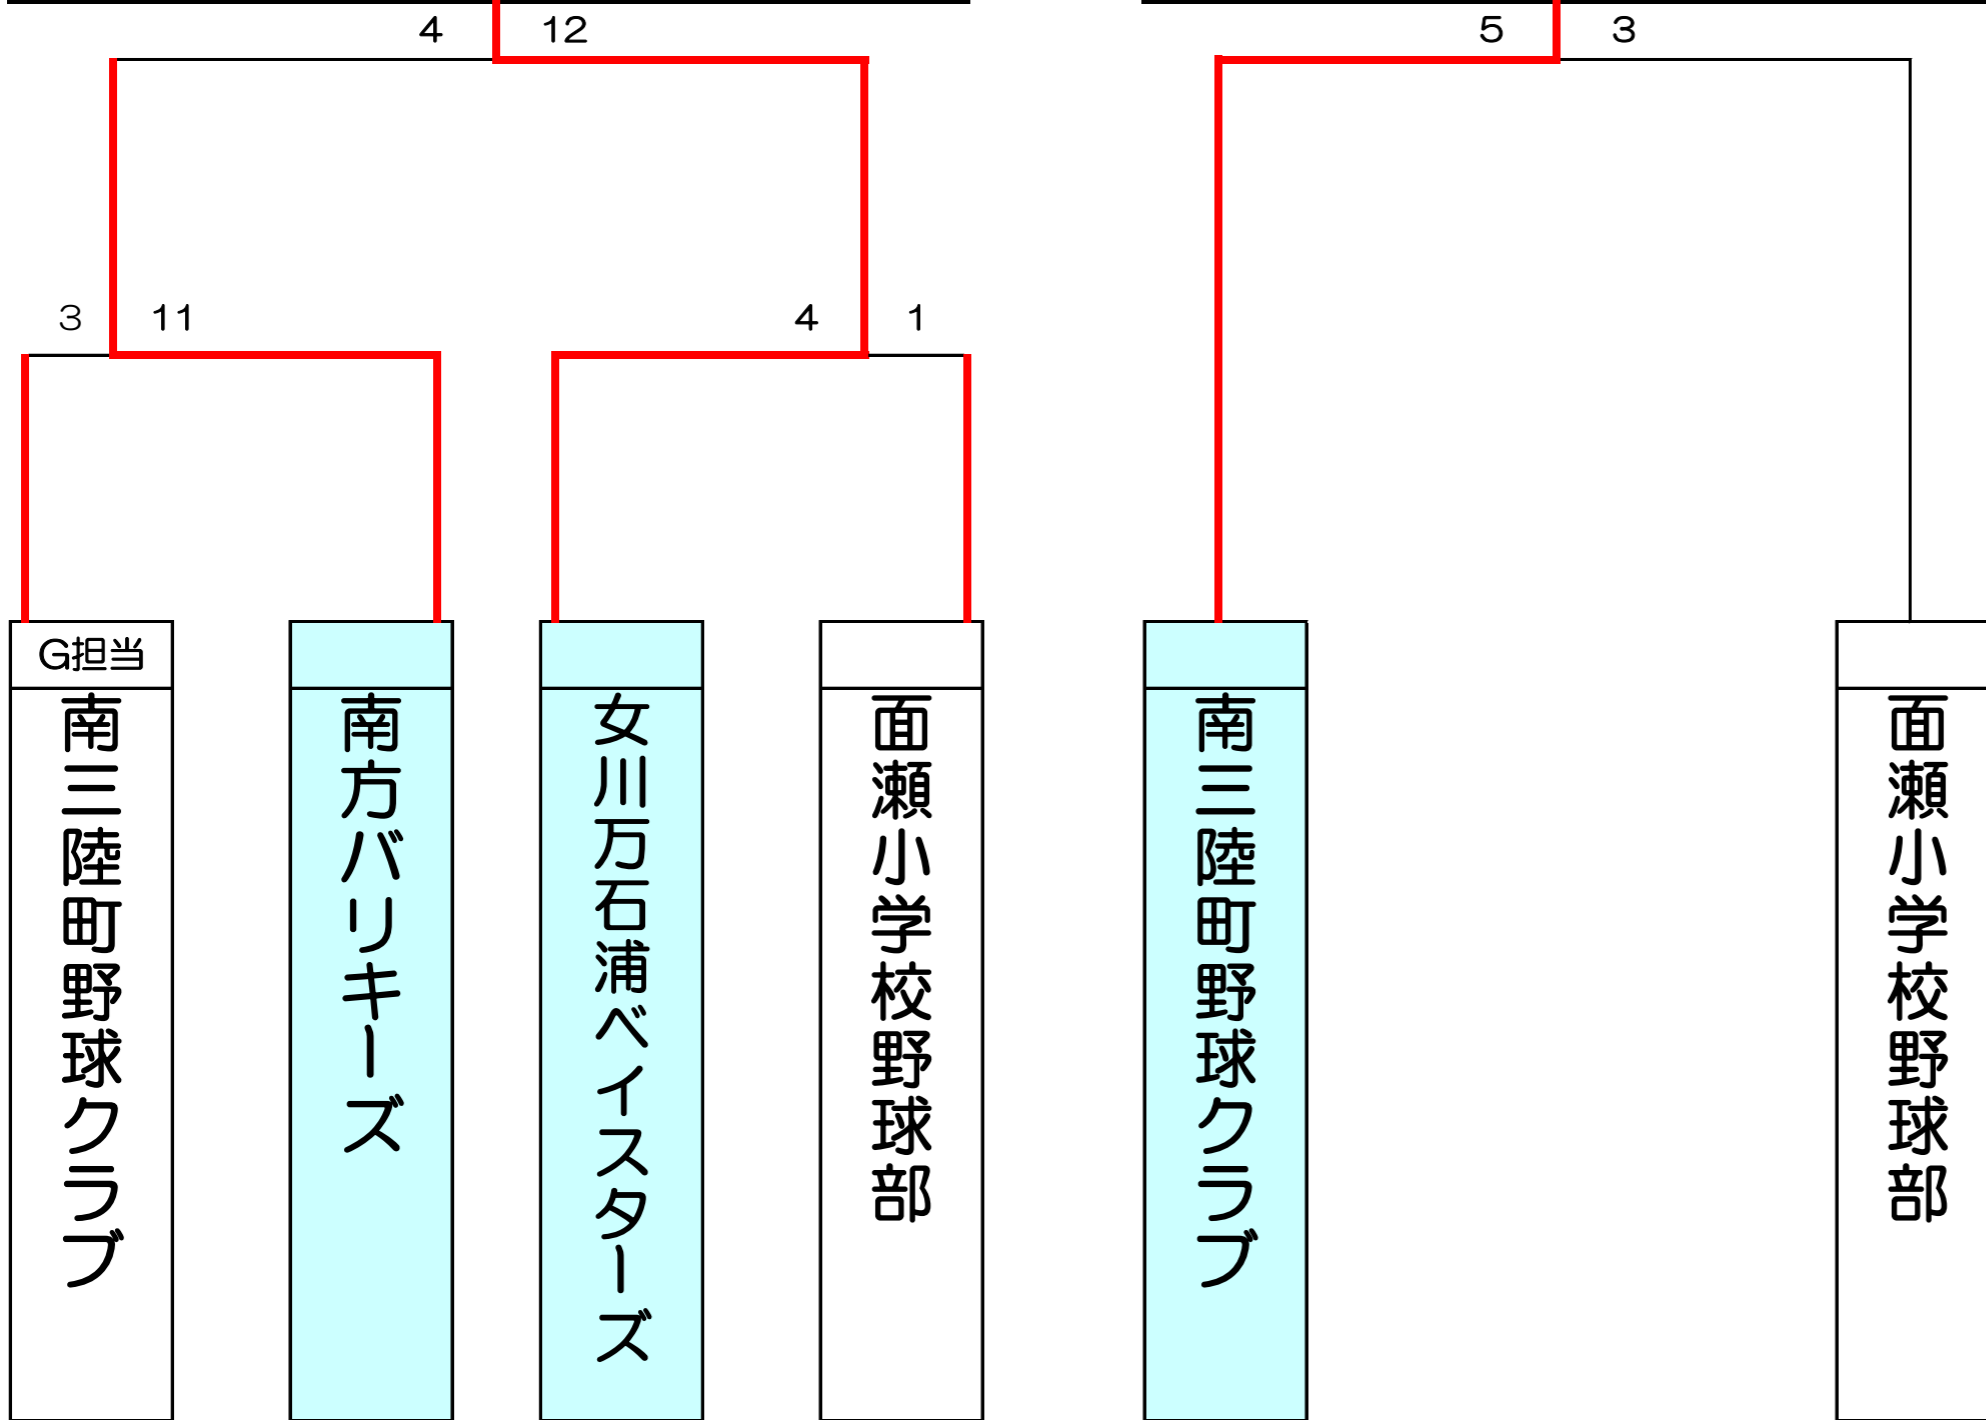 4 12
5 3
3 11
4 1
G担当
南三陸町野球クラブ
南方バリキーズ
女川万石浦ベイスターズ
面瀬小学校野球部
南三陸町野球クラブ
面瀬小学校野球部